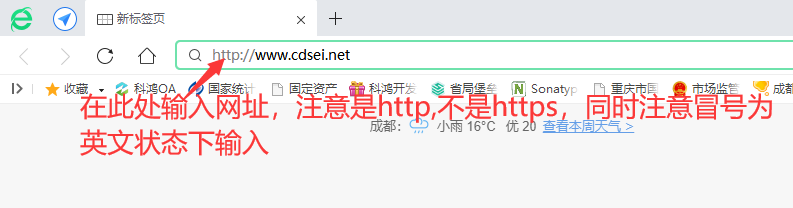 新标签页
http://www.cdsei.net
收藏 科鸿OA 国家统计 固定资产 科鸿开发 省局堡垒 Sonatyp 重庆市国 市场监管 成都
在此处输入网址，注意是http,不是https，同时注意冒号为
成都： 小雨 16°C 优 20 查看本周天气 >
英文状态下输入